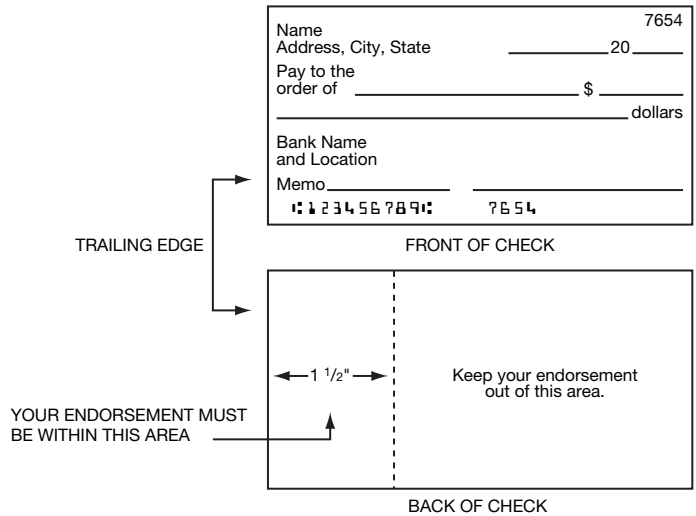 7654
Name
Address, City, State 20
Pay to the
order of $
dollars
Bank Name
and Location
Memo
⑆123456789⑆ 7654
TRAILING EDGE
FRONT OF CHECK
1 1/2"
Keep your endorsement
out of this area.
YOUR ENDORSEMENT MUST
BE WITHIN THIS AREA
BACK OF CHECK